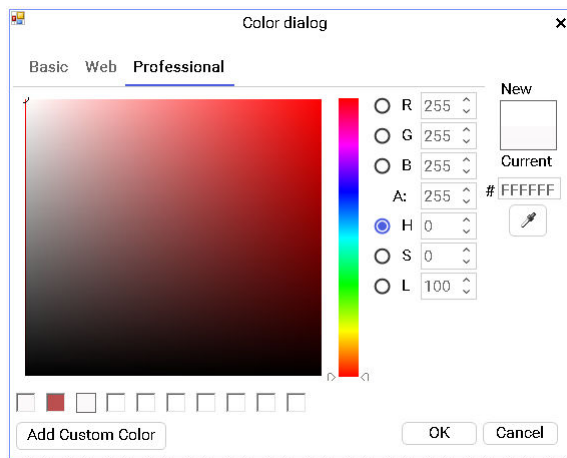 Color dialog
Basic Web Professional
New
R 255
G 255
B 255
Current
A: 255
# FFFFFF
H 0
S 0
L 100
Add Custom Color
OK Cancel